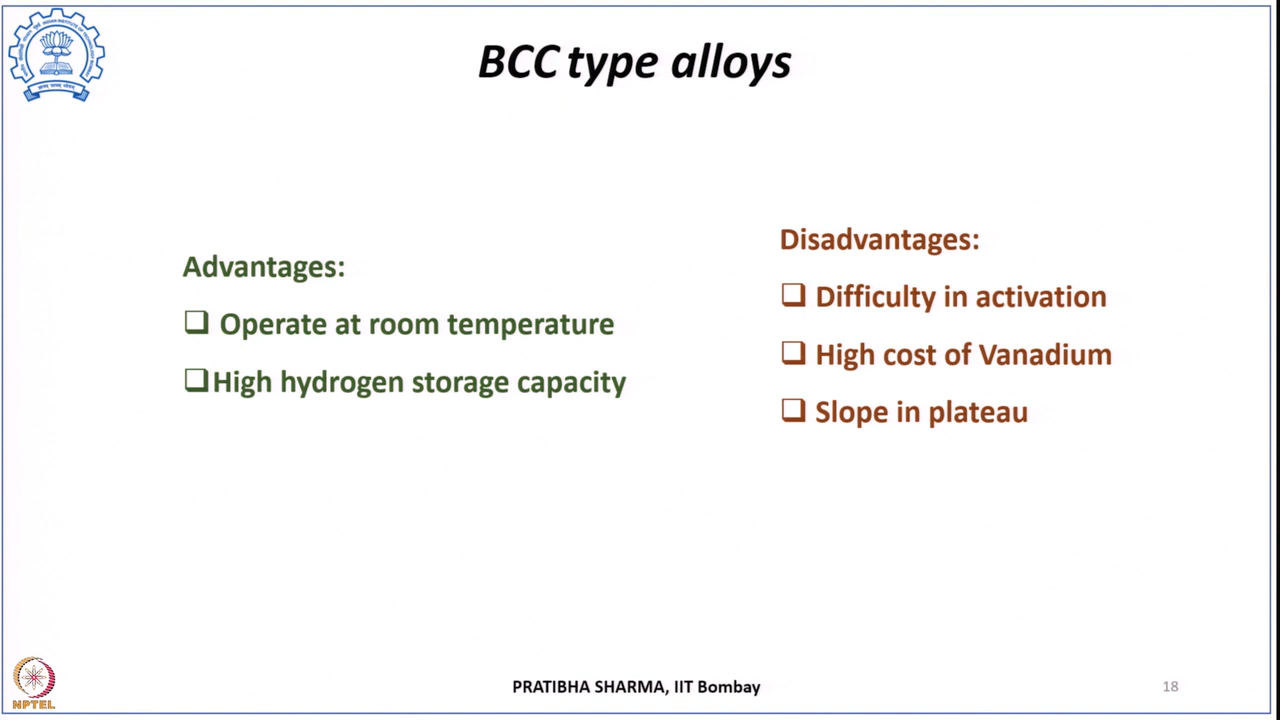 BCC type alloys
Advantages:
❑ Operate at room temperature
❑High hydrogen storage capacity
Disadvantages:
❑ Difficulty in activation
❑ High cost of Vanadium
❑ Slope in plateau
NPTEL
PRATIBHA SHARMA, IIT Bombay
18